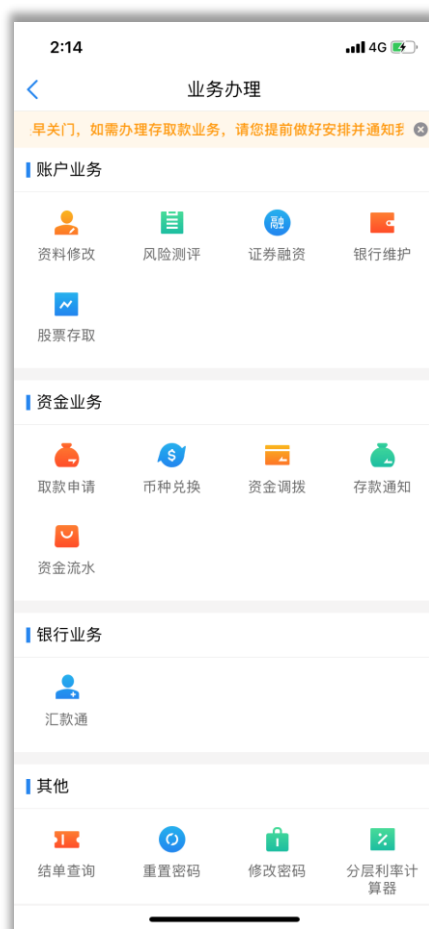 2:14
4G
业务办理
早关门，如需办理存取款业务，请您提前做好安排并通知我
账户业务
资料修改
风险测评
融
证券融资
银行维护
股票存取
资金业务
取款申请
$
币种兑换
资金调拨
存款通知
资金流水
银行业务
汇款通
其他
结单查询
重置密码
修改密码
%
分层利率计
算器